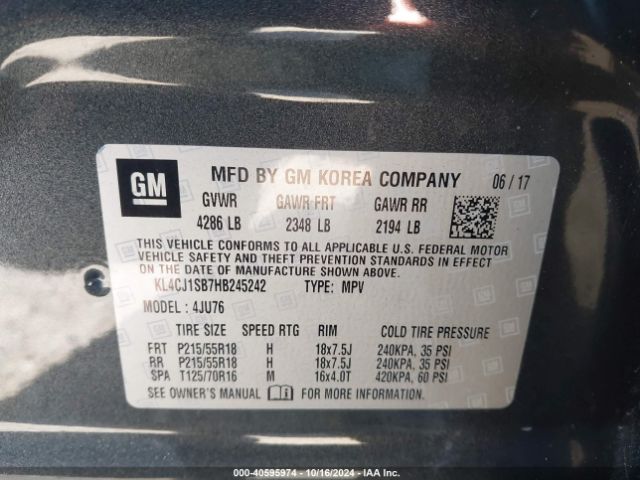 GM
MFD BY GM KOREA COMPANY 06 / 17
GVWR GAWR FRT GAWR RR
4286 LB 2348 LB 2194 LB
THIS VEHICLE CONFORMS TO ALL APPLICABLE U.S. FEDERAL MOTOR
VEHICLE SAFETY AND THEFT PREVENTION STANDARDS IN EFFECT ON
THE DATE OF MANUFACTURE SHOWN ABOVE.
KL4CJ1SB7HB245242 TYPE: MPV
MODEL : 4JU76
TIRE SIZE SPEED RTG RIM COLD TIRE PRESSURE
FRT P215/55R18 H 18x7.5J 240KPA, 35 PSI
RR P215/55R18 H 18x7.5J 240KPA, 35 PSI
SPA T125/70R16 M 16x4.0T 420KPA, 60 PSI
SEE OWNER'S MANUAL FOR MORE INFORMATION.
000-40595974 - 10/16/2024 - IAA Inc.